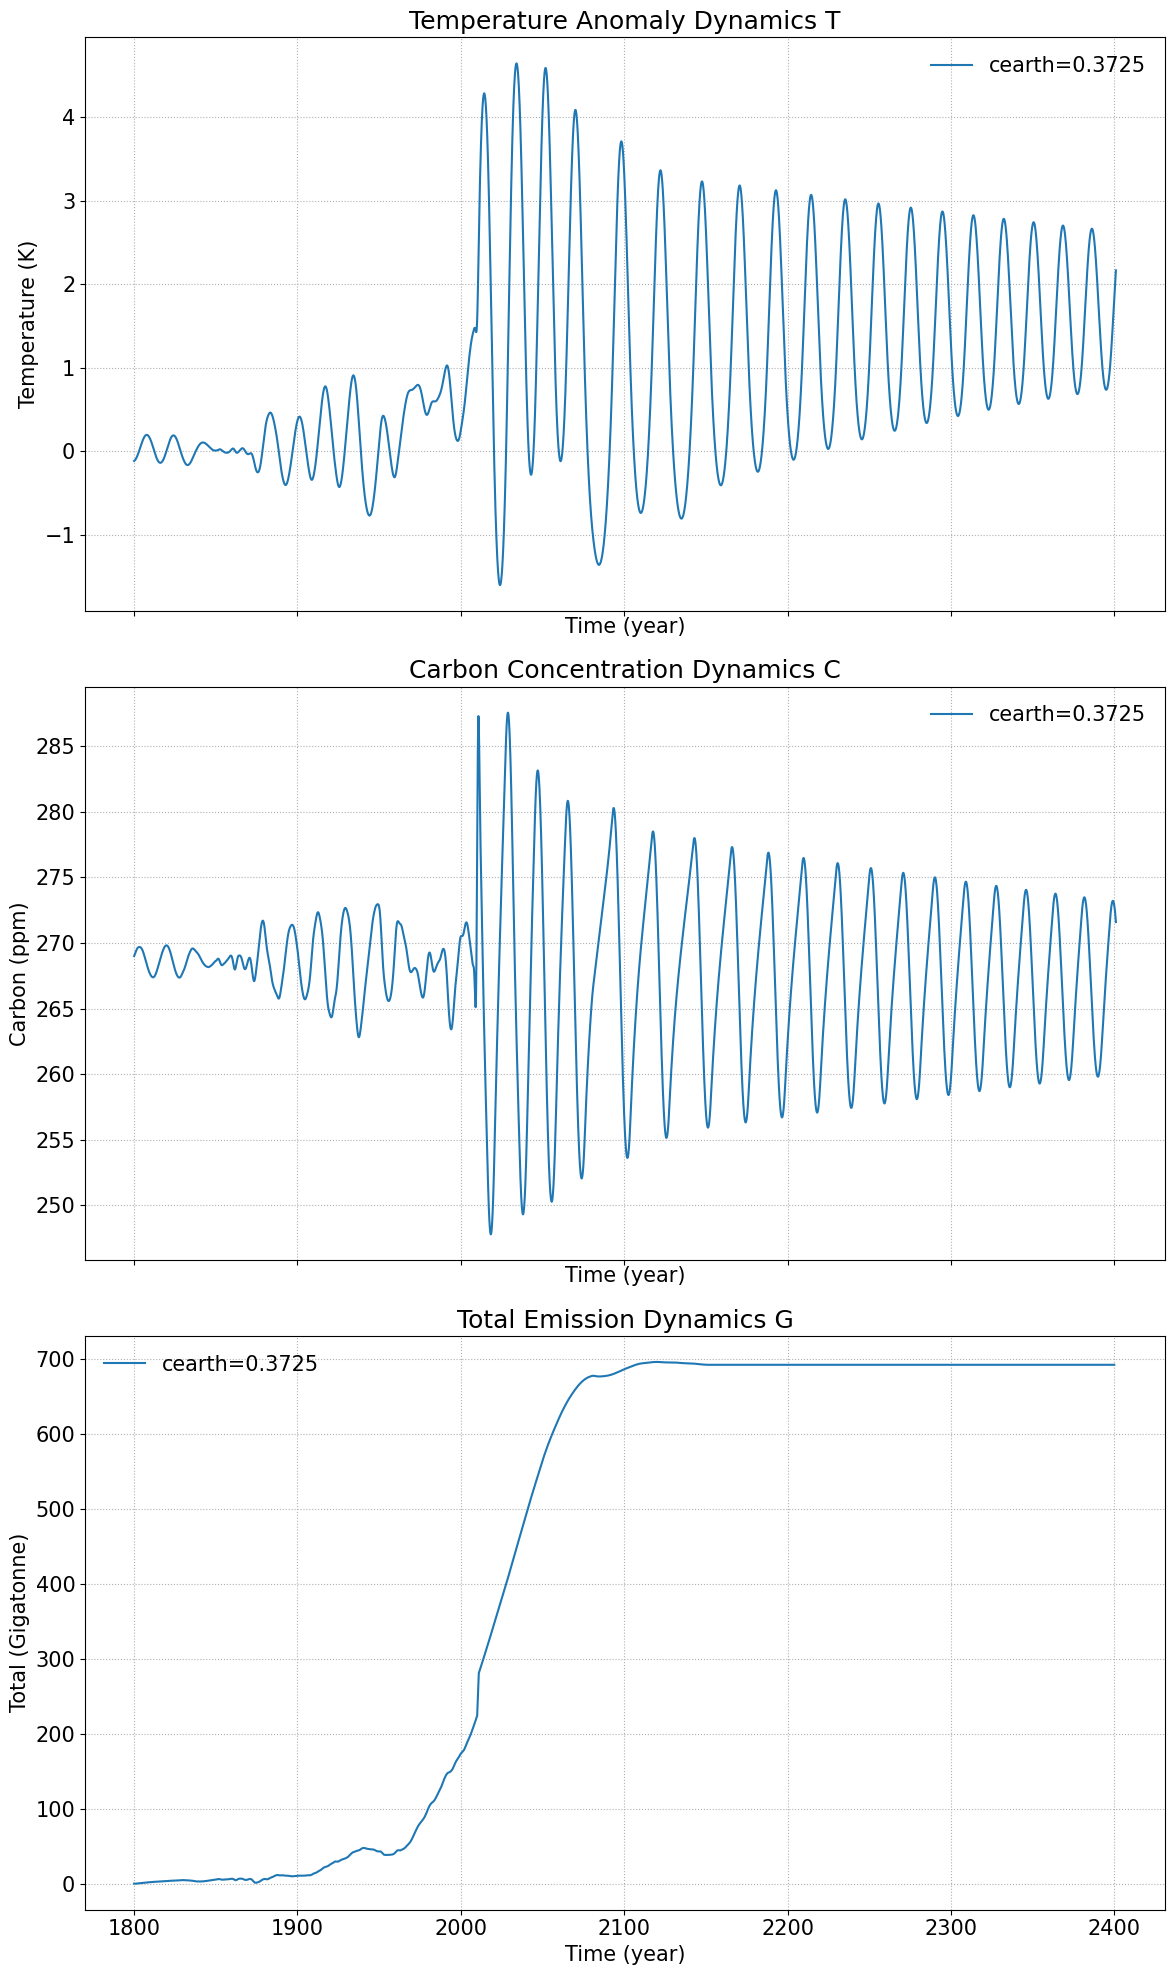 Temperature Anomaly Dynamics T
cearth=0.3725
4
3
2
1
0
−1
Temperature (K)
Time (year)
Carbon Concentration Dynamics C
cearth=0.3725
285
280
275
270
265
260
255
250
Carbon (ppm)
Time (year)
Total Emission Dynamics G
cearth=0.3725
700
600
500
400
300
200
100
0
Total (Gigatonne)
1800 1900 2000 2100 2200 2300 2400
Time (year)